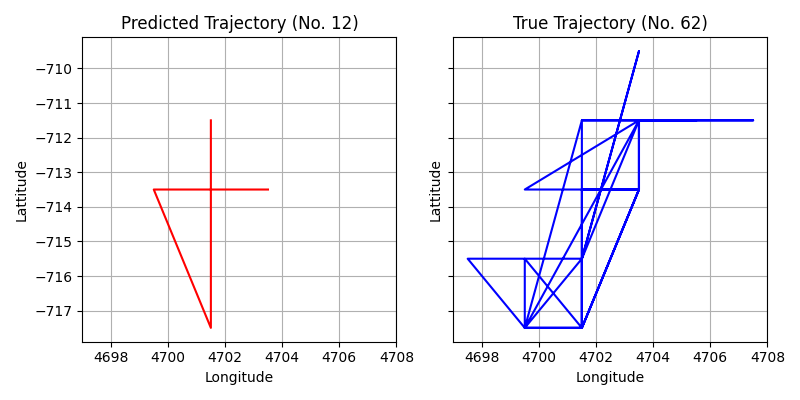 Predicted Trajectory (No. 12)
True Trajectory (No. 62)
−710
−711
−712
−713
−714
−715
−716
−717
Lattitude
Lattitude
4698 4700 4702 4704 4706 4708
4698 4700 4702 4704 4706 4708
Longitude
Longitude